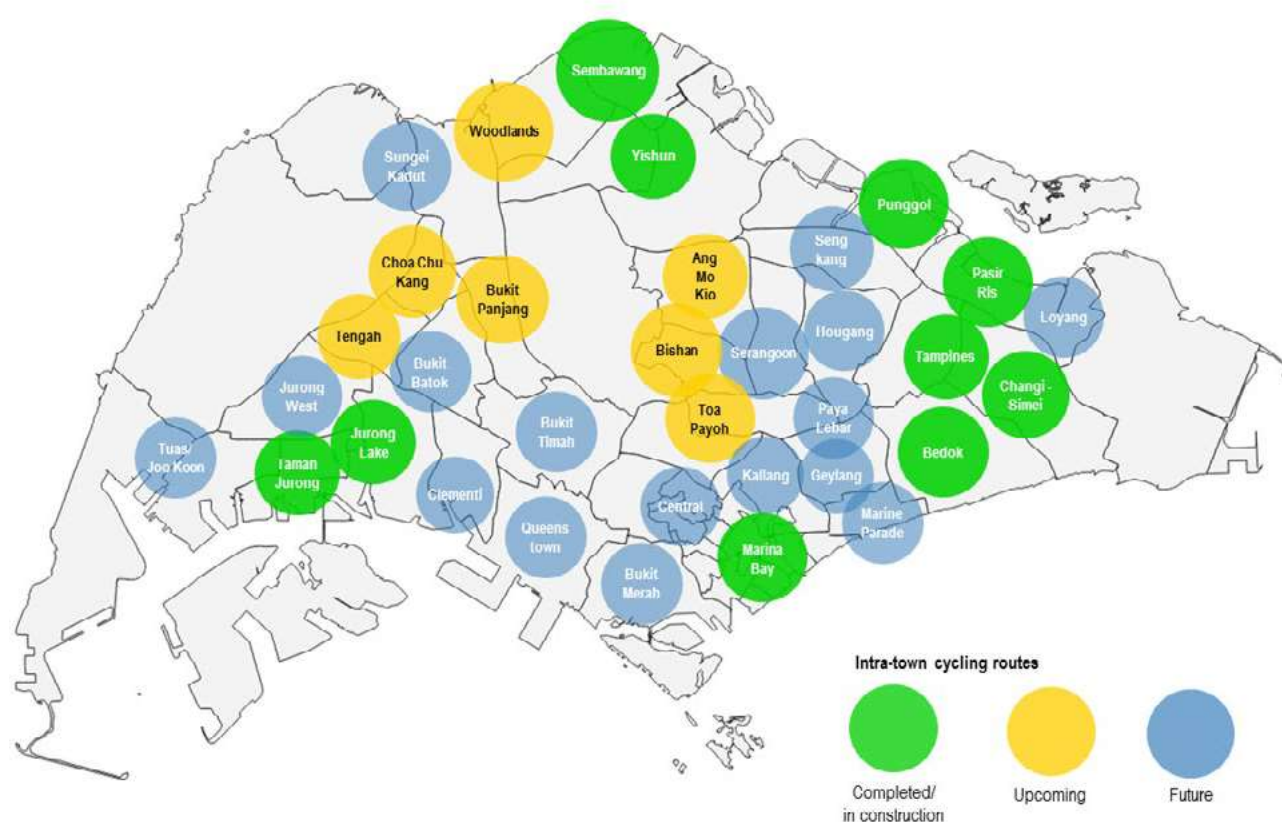 Sembawang
Woodlands
Yishun
Sungei
Kadut
Punggol
Seng
kang
Choa Chu
Kang
Ang
Mo
Kio
Pasir
Ris
Bukit
Panjang
Loyang
Tengah
Bishan
Serangoon
Hougang
Tampines
Bukit
Batok
Changi -
Simei
Jurong
West
Toa
Payoh
Paya
Lebar
Bukit
Timah
Jurong
Lake
Bedok
Tuas/
Joo Koon
Taman
Jurong
Kallang
Geylang
Clementi
Central
Marine
Parade
Queens
town
Marina
Bay
Bukit
Merah
Intra-town cycling routes
Completed/
in construction
Upcoming
Future